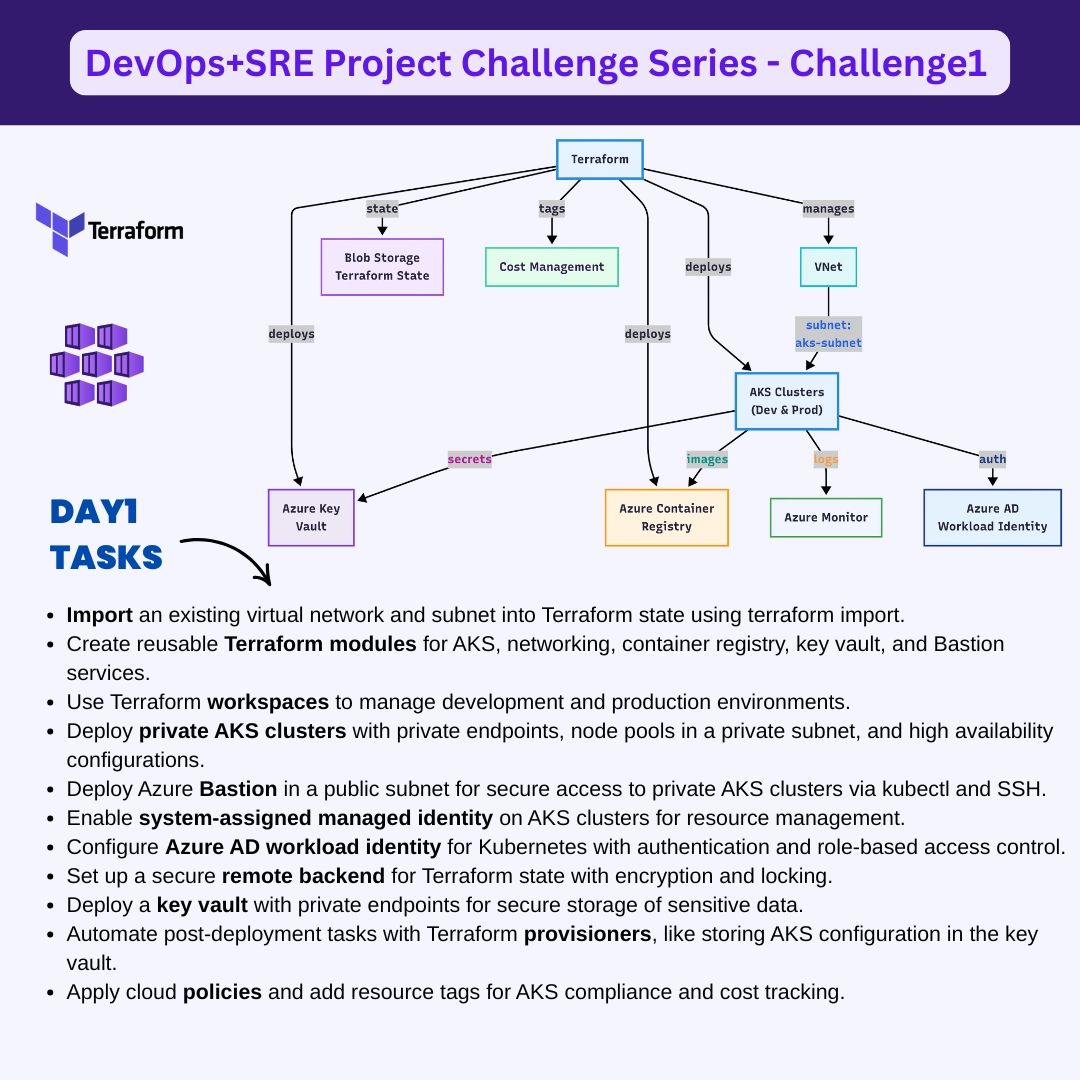 DevOps+SRE Project Challenge Series - Challenge1
Terraform
Terraform
state
tags
manages
Blob Storage
Terraform State
Cost Management
deploys
VNet
deploys
deploys
subnet:
aks-subnet
AKS Clusters
(Dev & Prod)
secrets
images
logs
auth
Azure Key
Vault
Azure Container
Registry
Azure Monitor
Azure AD
Workload Identity
DAY1
TASKS
• Import an existing virtual network and subnet into Terraform state using terraform import.
• Create reusable Terraform modules for AKS, networking, container registry, key vault, and Bastion
services.
• Use Terraform workspaces to manage development and production environments.
• Deploy private AKS clusters with private endpoints, node pools in a private subnet, and high availability
configurations.
• Deploy Azure Bastion in a public subnet for secure access to private AKS clusters via kubectl and SSH.
• Enable system-assigned managed identity on AKS clusters for resource management.
• Configure Azure AD workload identity for Kubernetes with authentication and role-based access control.
• Set up a secure remote backend for Terraform state with encryption and locking.
• Deploy a key vault with private endpoints for secure storage of sensitive data.
• Automate post-deployment tasks with Terraform provisioners, like storing AKS configuration in the key
vault.
• Apply cloud policies and add resource tags for AKS compliance and cost tracking.